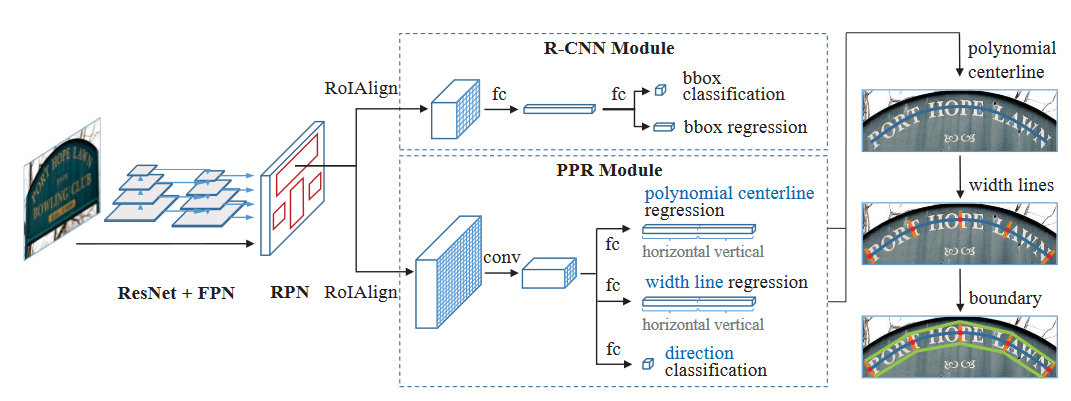 R-CNN Module
RoIAlign
fc
fc
bbox
classification
bbox regression
PORT HOPE LAWN
BOWLING CLUB
ResNet + FPN
RPN
RoIAlign
PPR Module
conv
fc
polynomial centerline
regression
horizontal vertical
fc
width line regression
horizontal vertical
fc
direction
classification
polynomial
centerline
PORT HOPE LAWN
width lines
PORT HOPE LAWN
boundary
PORT HOPE LAWN